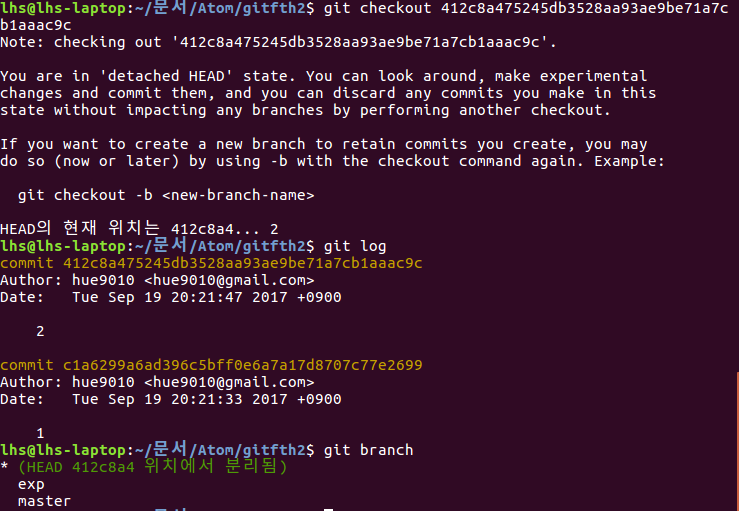 lhs@lhs-laptop:~/문서/Atom/gitfth2$ git checkout 412c8a475245db3528aa93ae9be71a7c
b1aaac9c
Note: checking out '412c8a475245db3528aa93ae9be71a7cb1aaac9c'.
You are in 'detached HEAD' state. You can look around, make experimental
changes and commit them, and you can discard any commits you make in this
state without impacting any branches by performing another checkout.
If you want to create a new branch to retain commits you create, you may
do so (now or later) by using -b with the checkout command again. Example:
git checkout -b <new-branch-name>
HEAD의 현재 위치는 412c8a4... 2
lhs@lhs-laptop:~/문서/Atom/gitfth2$ git log
commit 412c8a475245db3528aa93ae9be71a7cb1aaac9c
Author: hue9010 <hue9010@gmail.com>
Date:   Tue Sep 19 20:21:47 2017 +0900
2
commit c1a6299a6ad396c5bff0e6a7a17d8707c77e2699
Author: hue9010 <hue9010@gmail.com>
Date:   Tue Sep 19 20:21:33 2017 +0900
1
lhs@lhs-laptop:~/문서/Atom/gitfth2$ git branch
* (HEAD 412c8a4 위치에서 분리됨)
exp
master